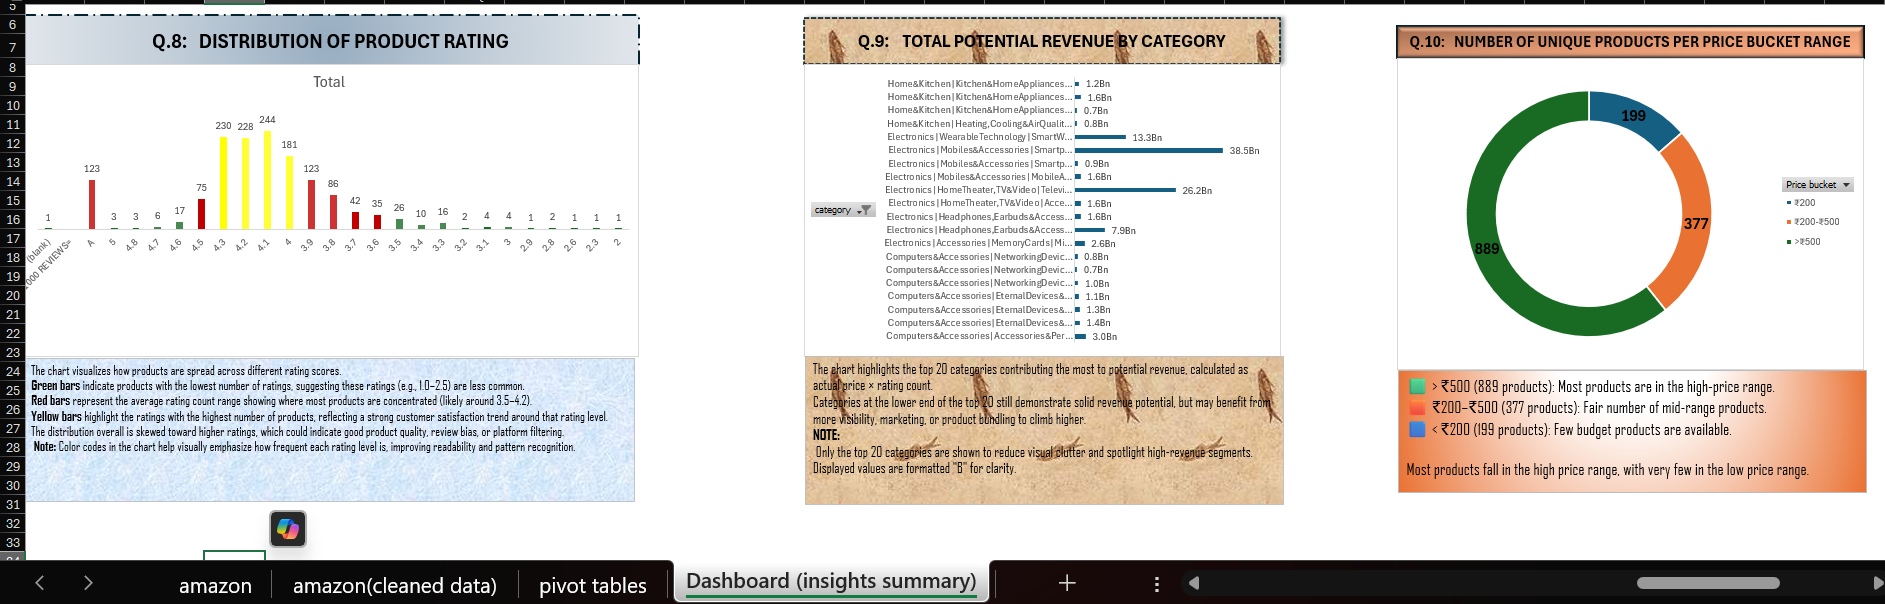 5
6
7
8
9
10
11
12
13
14
15
16
17
18
19
20
21
22
23
24
25
26
27
28
29
30
31
32
33
Q.8: DISTRIBUTION OF PRODUCT RATING
Total
1
123
3
3
6
17
75
230
228
244
181
123
86
42
35
26
10
16
2
4
4
1
2
1
1
1
(blank)
000 REVIEWS=
A
5
4.8
4.7
4.6
4.5
4.3
4.2
4.1
4
3.9
3.8
3.7
3.6
3.5
3.4
3.3
3.2
3.1
3
2.9
2.8
2.6
2.3
2
The chart visualizes how products are spread across different rating scores.
Green bars indicate products with the lowest number of ratings, suggesting these ratings (e.g., 1.0–2.5) are less common.
Red bars represent the average rating count range showing where most products are concentrated (likely around 3.5–4.2).
Yellow bars highlight the ratings with the highest number of products, reflecting a strong customer satisfaction trend around that rating level.
The distribution overall is skewed toward higher ratings, which could indicate good product quality, review bias, or platform filtering.
Note: Color codes in the chart help visually emphasize how frequent each rating level is, improving readability and pattern recognition.
Q.9: TOTAL POTENTIAL REVENUE BY CATEGORY
category
Home&Kitchen|Kitchen&HomeAppliances... 1.2Bn
Home&Kitchen|Kitchen&HomeAppliances... 1.6Bn
Home&Kitchen|Kitchen&HomeAppliances... 0.7Bn
Home&Kitchen|Heating,Cooling&AirQualit... 0.8Bn
Electronics|WearableTechnology|SmartW... 13.3Bn
Electronics|Mobiles&Accessories|Smartp... 38.5Bn
Electronics|Mobiles&Accessories|Smartp... 0.9Bn
Electronics|Mobiles&Accessories|MobileA... 1.6Bn
Electronics|HomeTheater,TV&Video|Televi... 26.2Bn
Electronics|HomeTheater,TV&Video|Acce... 1.6Bn
Electronics|Headphones,Earbuds&Access... 1.6Bn
Electronics|Headphones,Earbuds&Access... 7.9Bn
Electronics|Accessories|MemoryCards|Mi... 2.6Bn
Computers&Accessories|NetworkingDevic... 0.8Bn
Computers&Accessories|NetworkingDevic... 0.7Bn
Computers&Accessories|NetworkingDevic... 1.0Bn
Computers&Accessories|EternalDevices&... 1.1Bn
Computers&Accessories|EternalDevices&... 1.3Bn
Computers&Accessories|EternalDevices&... 1.4Bn
Computers&Accessories|Accessories&Per... 3.0Bn
The chart highlights the top 20 categories contributing the most to potential revenue, calculated as
actual price × rating count.
Categories at the lower end of the top 20 still demonstrate solid revenue potential, but may benefit from
more visibility, marketing, or product bundling to climb higher.
NOTE:
Only the top 20 categories are shown to reduce visual clutter and spotlight high-revenue segments.
Displayed values are formatted "B" for clarity.
Q.10: NUMBER OF UNIQUE PRODUCTS PER PRICE BUCKET RANGE
199
377
889
Price bucket
₹200
₹200-₹500
>₹500
> ₹500 (889 products): Most products are in the high-price range.
₹200–₹500 (377 products): Fair number of mid-range products.
< ₹200 (199 products): Few budget products are available.
Most products fall in the high price range, with very few in the low price range.
amazon
amazon(cleaned data)
pivot tables
Dashboard (insights summary)